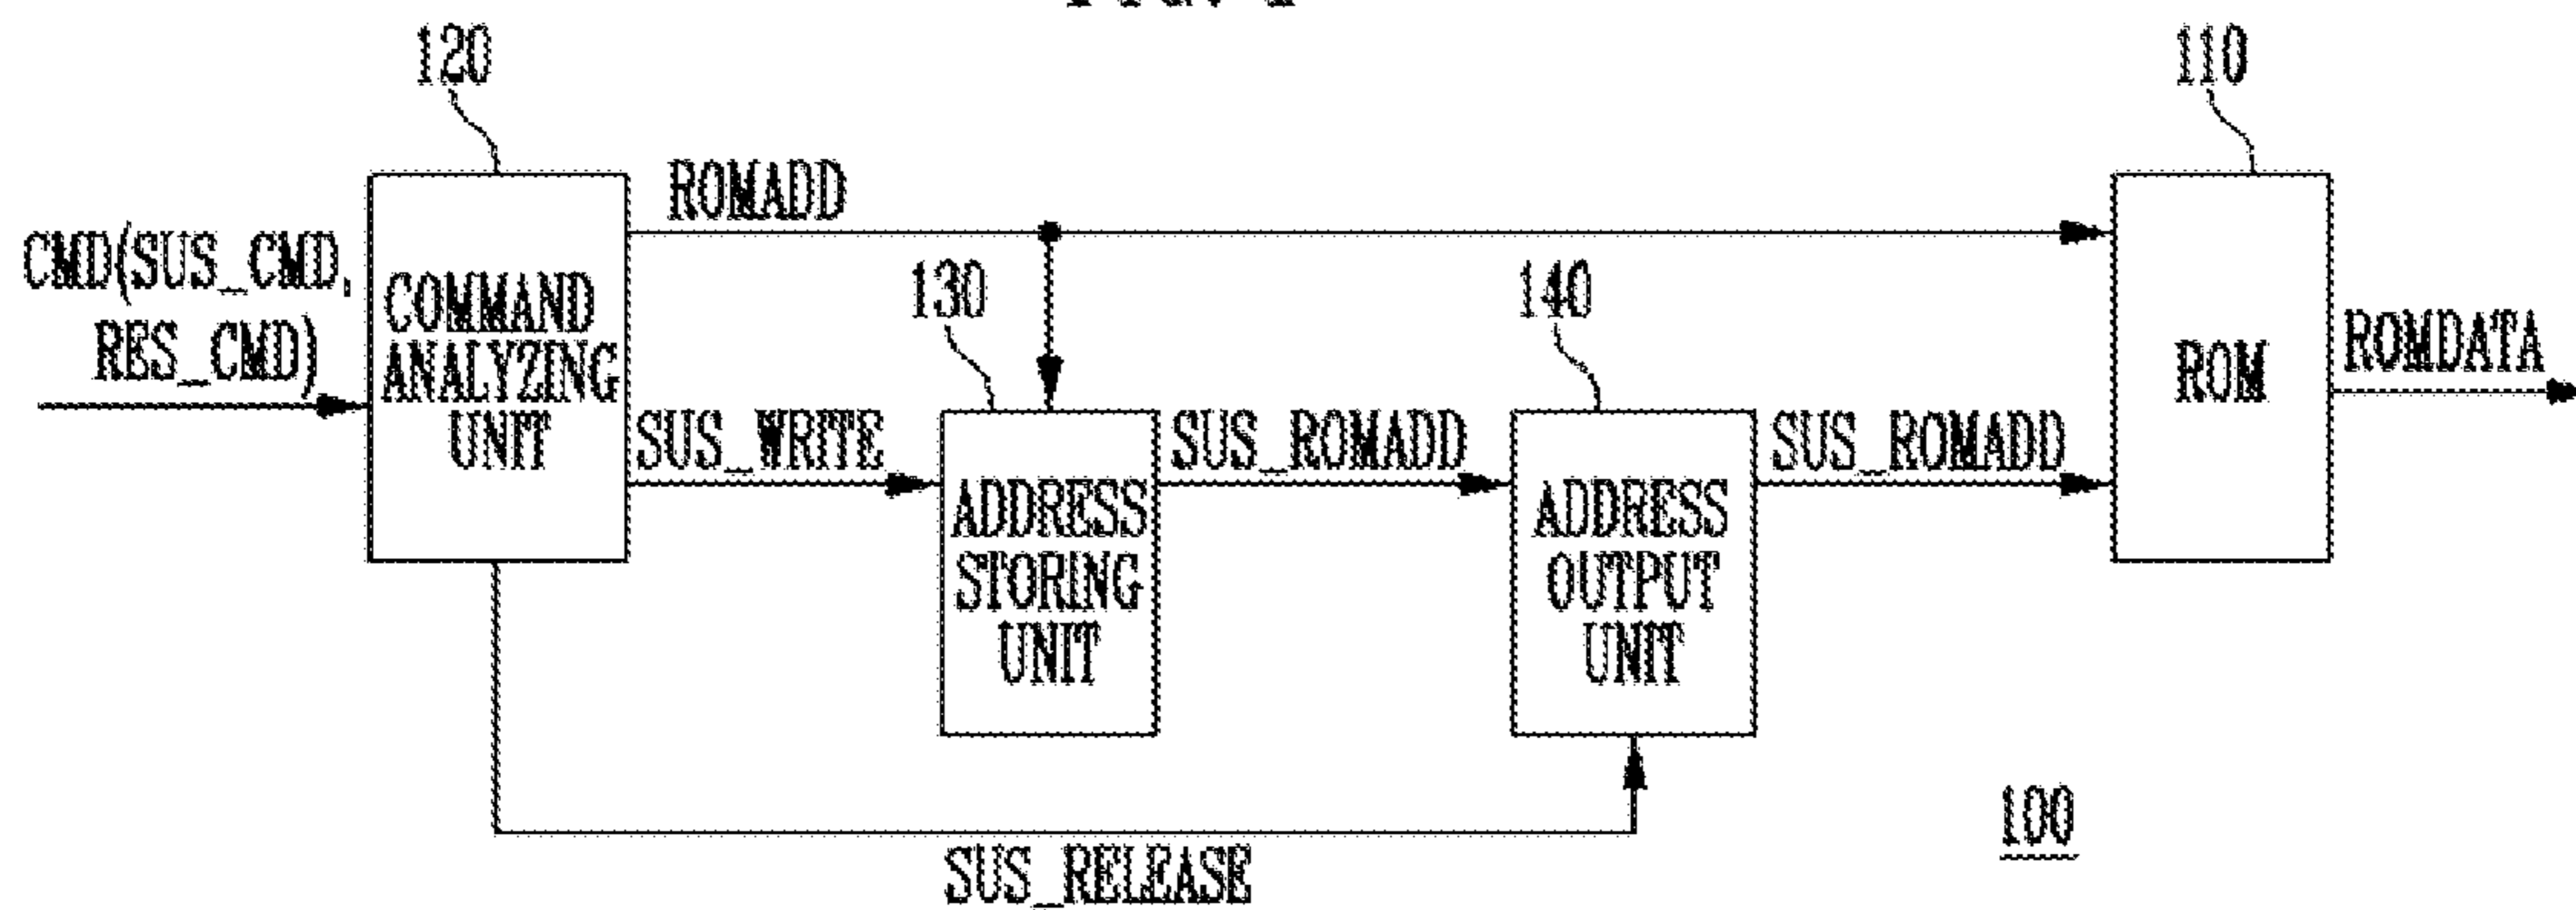 120
110
ROMADD
CMD(SUS_CMD,
RES_CMD)
COMMAND
ANALYZING
UNIT
130
140
ROM
ROMDATA
SUS_WRITE
SUS_ROMADD
SUS_ROMADD
ADDRESS
STORING
UNIT
ADDRESS
OUTPUT
UNIT
100
SUS_RELEASE